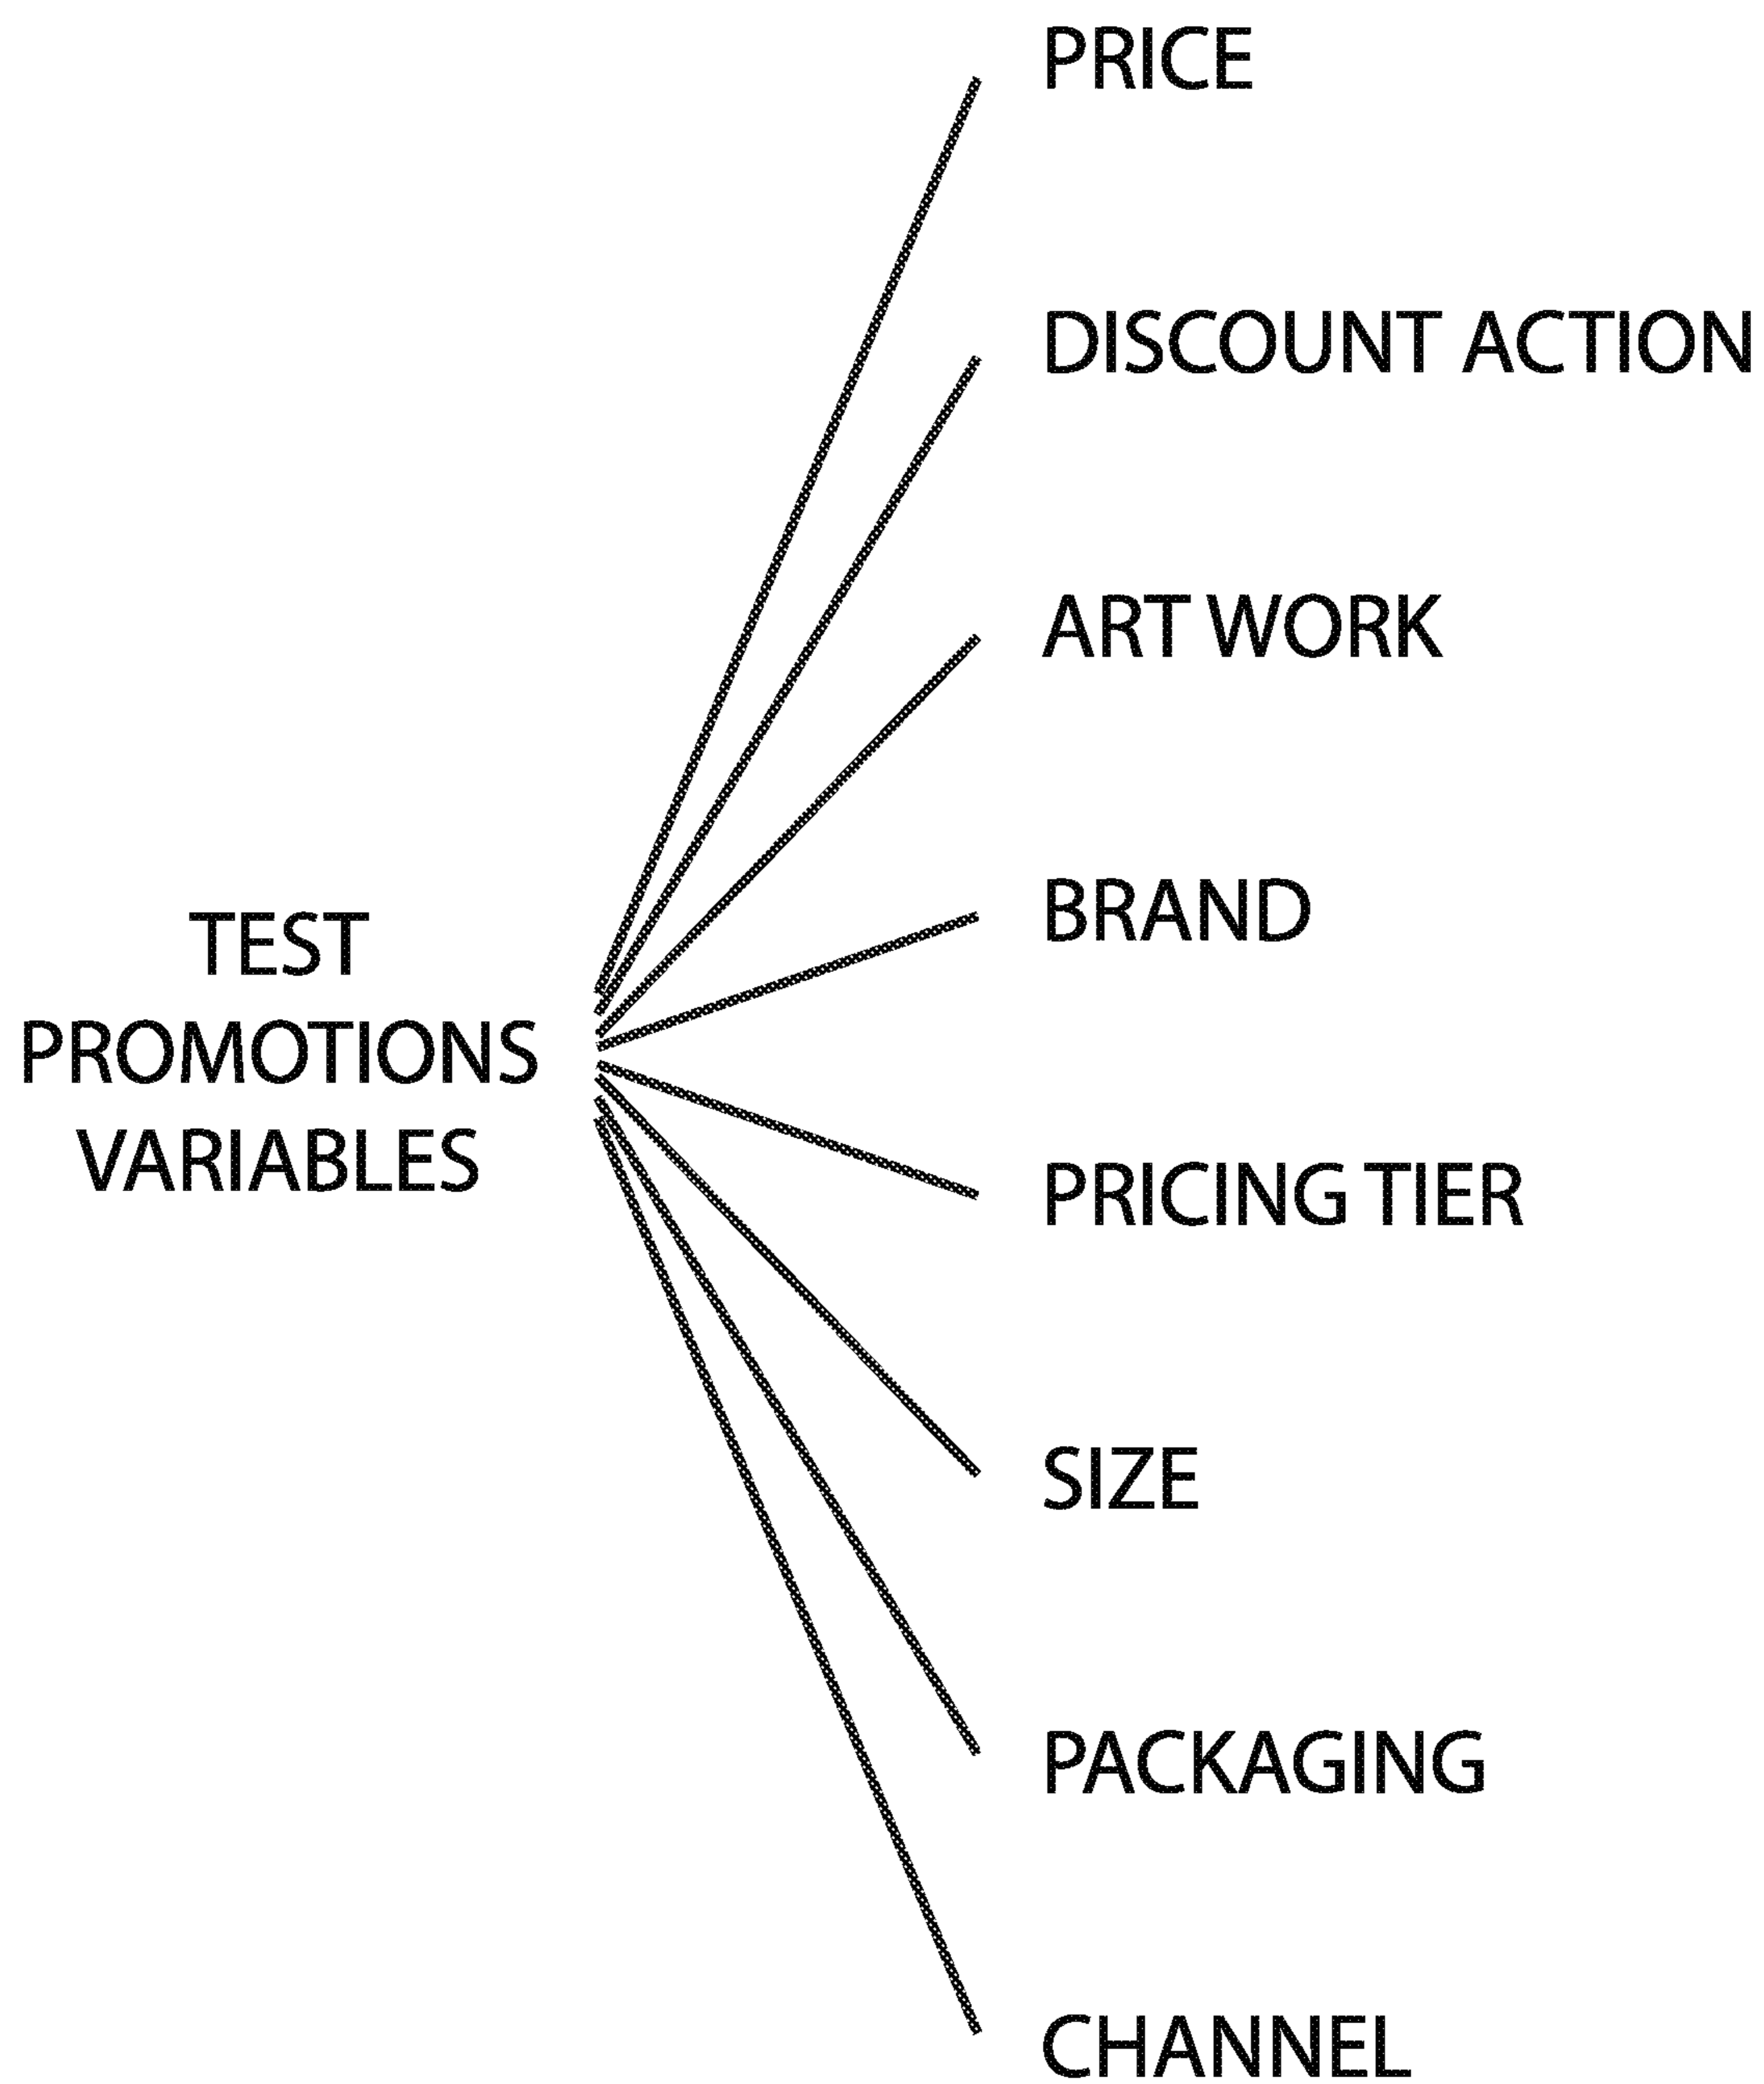 PRICE
DISCOUNT ACTION
ART WORK
BRAND
TEST
PROMOTIONS
VARIABLES
PRICING TIER
SIZE
PACKAGING
CHANNEL